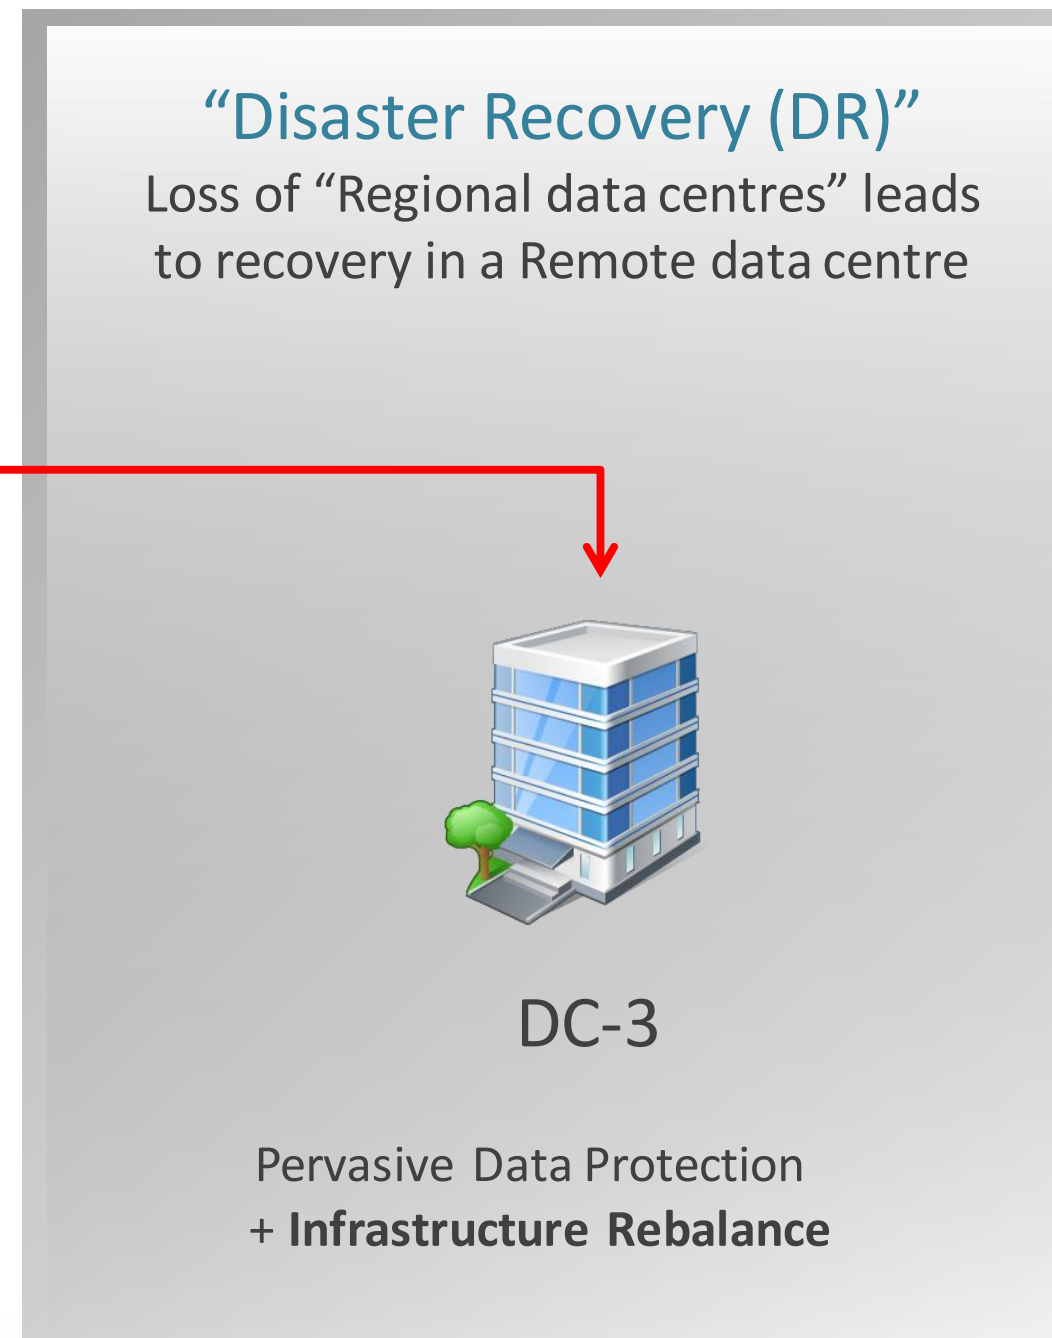 “Disaster Recovery (DR)”
Loss of “Regional data centres” leads
to recovery in a Remote data centre
DC-3
Pervasive Data Protection
+ Infrastructure Rebalance